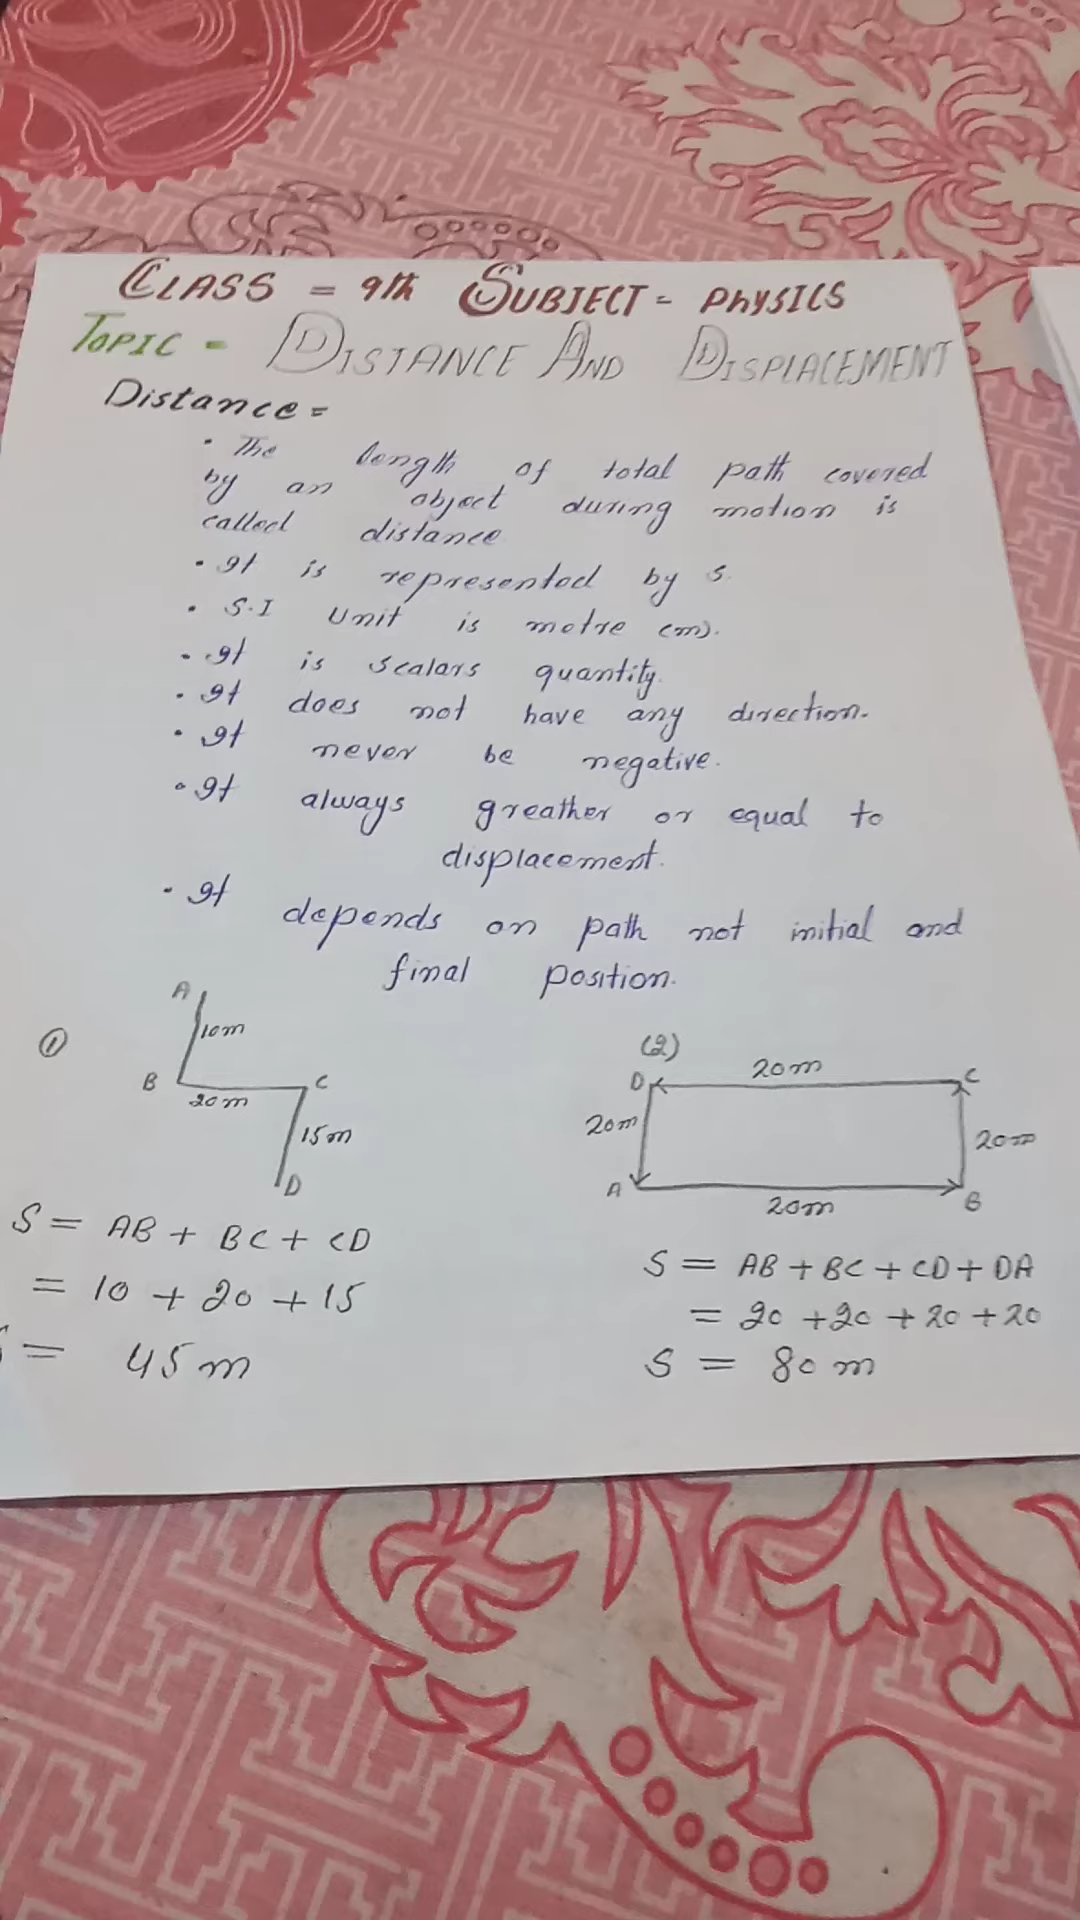 CLASS = 9th SUBJECT = PHYSICS
TOPIC = DISTANCE AND DISPLACEMENT
Distance =
• The length of total path covered
by an object during motion is
called distance
• It is represented by s.
• S.I Unit is metre (m).
• It is scalars quantity.
• It does not have any direction.
• It never be negative.
• It always greather or equal to
displacement.
• It depends on path not initial and
final position.
①
A
10m
B
20m
C
15m
D
S = AB + BC + CD
= 10 + 20 + 15
S = 45 m
(2)
D
20m
C
20m
20m
A
20m
B
S = AB + BC + CD + DA
= 20 + 20 + 20 + 20
S = 80 m